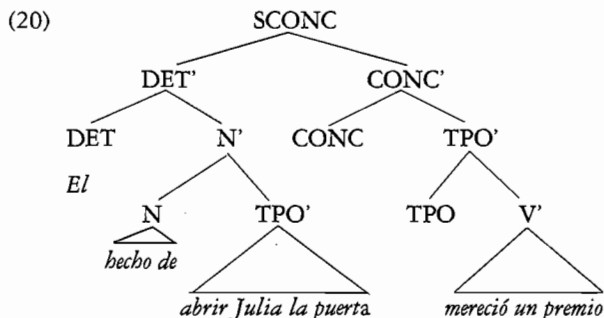 (20) SCONC
DET’ CONC’
DET N’ CONC TPO’
El
N TPO’ TPO V’
hecho de
abrir Julia la puerta mereció un premio